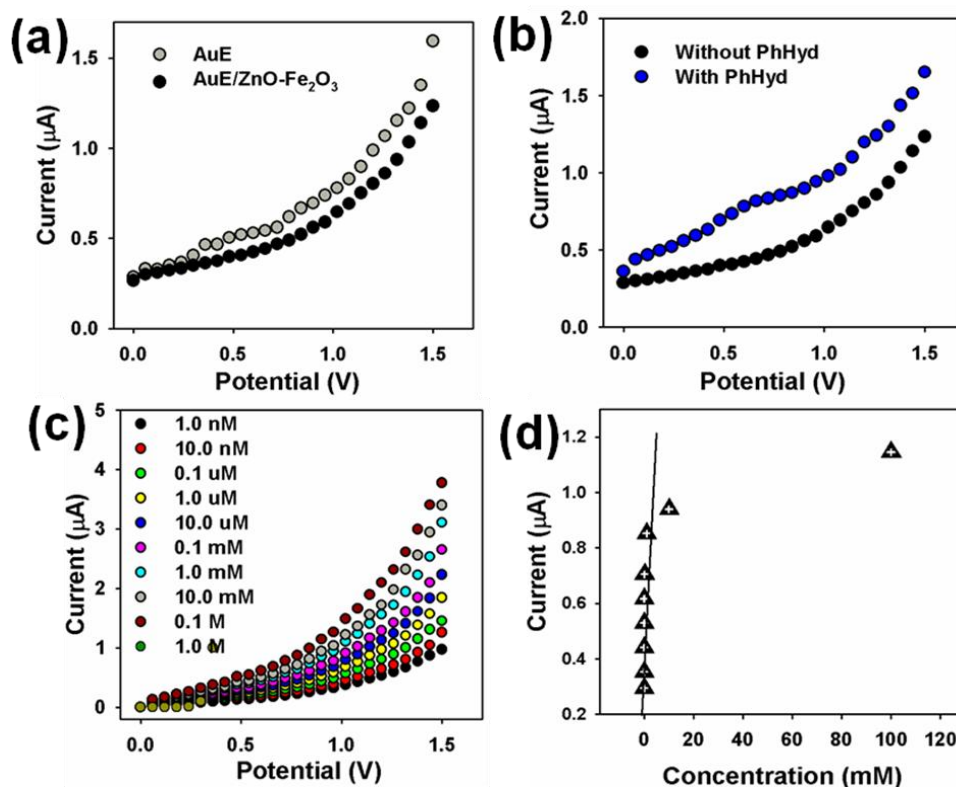 (a)
AuE
AuE/ZnO-Fe₂O₃
1.5
1.0
0.5
0.0
Current (µA)
0.0 0.5 1.0 1.5
Potential (V)
(b)
Without PhHyd
With PhHyd
2.0
1.5
1.0
0.5
0.0
Current (µA)
0.0 0.5 1.0 1.5
Potential (V)
(c)
1.0 nM
10.0 nM
0.1 uM
1.0 uM
10.0 uM
0.1 mM
1.0 mM
10.0 mM
0.1 M
1.0 M
5
4
3
2
1
0
Current (µA)
0.0 0.5 1.0 1.5
Potential (V)
(d)
1.2
1.0
0.8
0.6
0.4
0.2
Current (µA)
0 20 40 60 80 100 120
Concentration (mM)